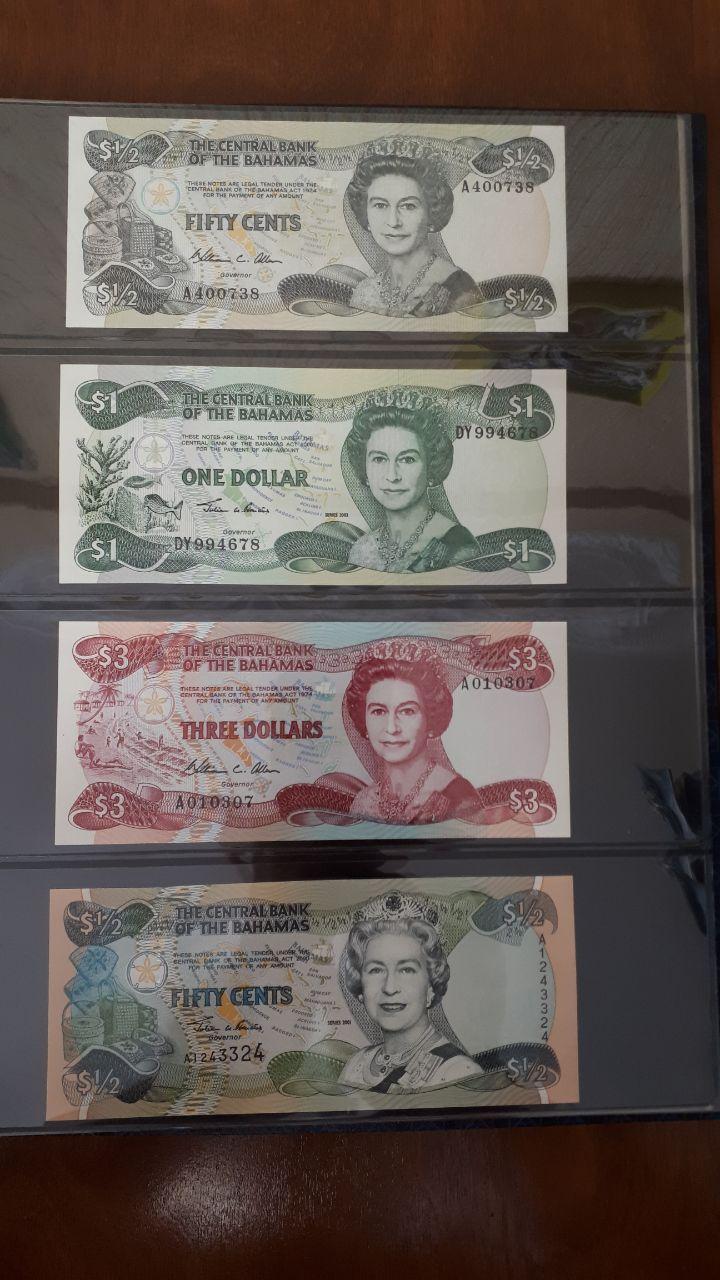 $1/2
THE CENTRAL BANK
OF THE BAHAMAS
$1/2
THESE NOTES ARE LEGAL TENDER UNDER THE
CENTRAL BANK OF THE BAHAMAS ACT 1974
FOR THE PAYMENT OF ANY AMOUNT
A400738
FIFTY CENTS
Governor
$1/2
A400738
$1/2
$1
THE CENTRAL BANK
OF THE BAHAMAS
$1
DY994678
THESE NOTES ARE LEGAL TENDER UNDER THE
CENTRAL BANK OF THE BAHAMAS ACT 2000
FOR THE PAYMENT OF ANY AMOUNT
ONE DOLLAR
SERIES 2002
Governor
$1
DY994678
$1
$3
THE CENTRAL BANK
OF THE BAHAMAS
$3
A010307
THESE NOTES ARE LEGAL TENDER UNDER THE
CENTRAL BANK OF THE BAHAMAS ACT 1974
FOR THE PAYMENT OF ANY AMOUNT
THREE DOLLARS
Governor
$3
A010307
$3
$1/2
THE CENTRAL BANK
OF THE BAHAMAS
$1/2
THESE NOTES ARE LEGAL TENDER UNDER THE
CENTRAL BANK OF THE BAHAMAS ACT 2000
FOR THE PAYMENT OF ANY AMOUNT
SAN
SALVADOR
A1243324
FIFTY CENTS
SERIES 2001
Governor
A1243324
$1/2
$1/2